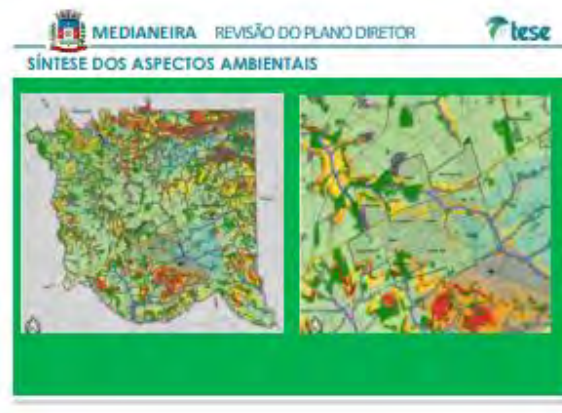 MEDIANEIRA REVISÃO DO PLANO DIRETOR tese
SÍNTESE DOS ASPECTOS AMBIENTAIS